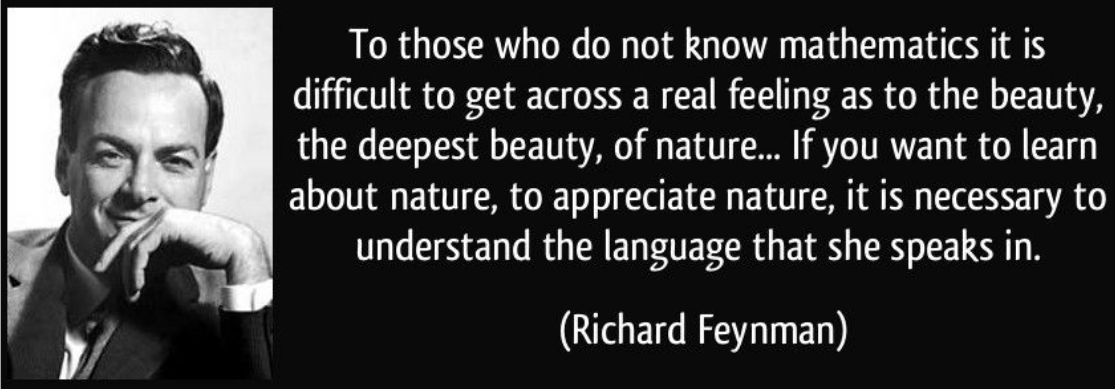 To those who do not know mathematics it is
difficult to get across a real feeling as to the beauty,
the deepest beauty, of nature... If you want to learn
about nature, to appreciate nature, it is necessary to
understand the language that she speaks in.
(Richard Feynman)